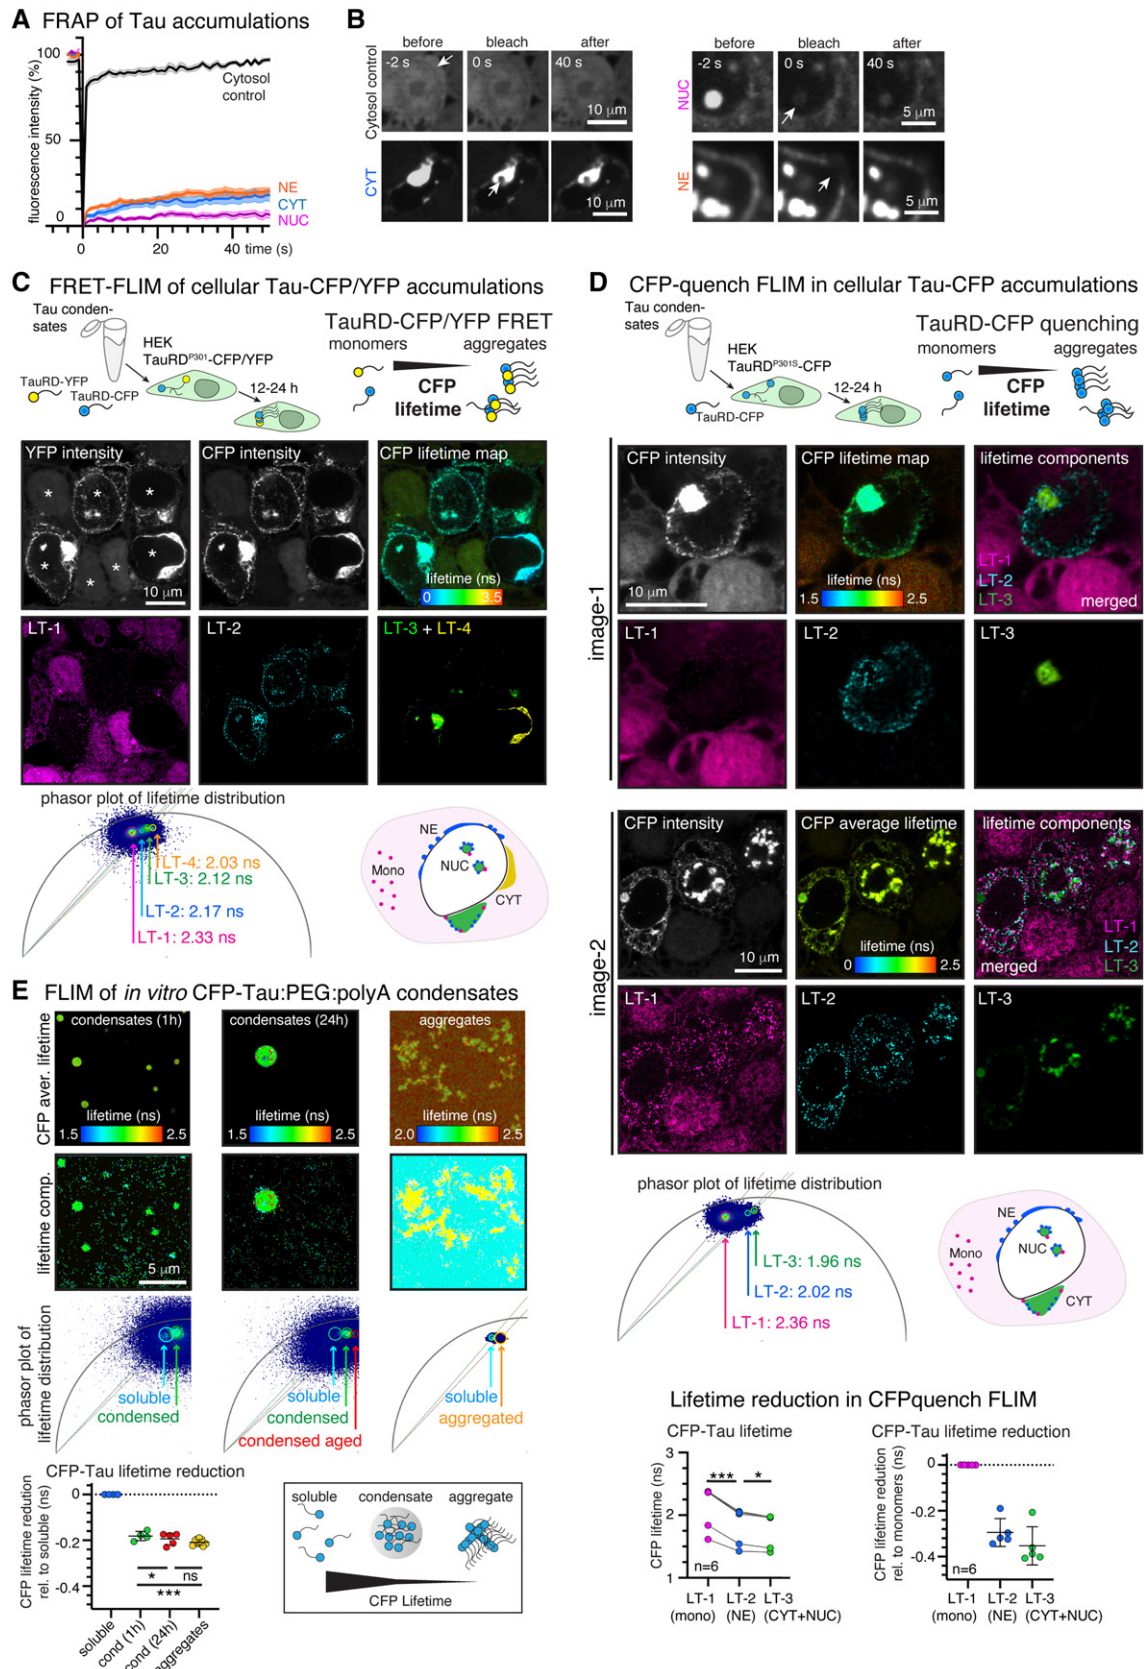 A FRAP of Tau accumulations
fluorescence intensity (%)
100
50
0
0 20 40 time (s)
Cytosol
control
NE
CYT
NUC
B
before bleach after
Cytosol control
-2 s 0 s 40 s
10 µm
CYT
10 µm
before bleach after
NUC
-2 s 0 s 40 s
5 µm
NE
5 µm
C FRET-FLIM of cellular Tau-CFP/YFP accumulations
Tau conden-
sates
HEK
TauRDP301-CFP/YFP
TauRD-YFP
TauRD-CFP
12-24 h
TauRD-CFP/YFP FRET
monomers aggregates
CFP
lifetime
YFP intensity CFP intensity CFP lifetime map
* * * * * * *
10 µm
lifetime (ns)
0 3.5
LT-1 LT-2 LT-3 + LT-4
phasor plot of lifetime distribution
LT-4: 2.03 ns
LT-3: 2.12 ns
LT-2: 2.17 ns
LT-1: 2.33 ns
NE
Mono
NUC
CYT
D CFP-quench FLIM in cellular Tau-CFP accumulations
Tau conden-
sates
HEK
TauRDP301S-CFP
12-24 h
TauRD-CFP
TauRD-CFP quenching
monomers aggregates
CFP
lifetime
image-1
CFP intensity CFP lifetime map lifetime components
10 µm
lifetime (ns)
1.5 2.5
LT-1
LT-2
LT-3
merged
LT-1 LT-2 LT-3
image-2
CFP intensity CFP average lifetime lifetime components
10 µm
lifetime (ns)
0 2.5
LT-1
LT-2
LT-3
merged
LT-1 LT-2 LT-3
phasor plot of lifetime distribution
LT-3: 1.96 ns
LT-2: 2.02 ns
LT-1: 2.36 ns
NE
Mono
NUC
CYT
Lifetime reduction in CFPquench FLIM
CFP-Tau lifetime
CFP lifetime (ns)
3
2
1
*** *
n=6
LT-1 LT-2 LT-3
(mono) (NE) (CYT+NUC)
CFP-Tau lifetime reduction
CFP lifetime reduction
rel. to monomers (ns)
0
-0.2
-0.4
n=6
LT-1 LT-2 LT-3
(mono) (NE) (CYT+NUC)
E FLIM of in vitro CFP-Tau:PEG:polyA condensates
CFP aver. lifetime
condensates (1h) condensates (24h) aggregates
lifetime (ns) lifetime (ns) lifetime (ns)
1.5 2.5 1.5 2.5 2.0 2.5
lifetime comp.
5 µm
phasor plot of
lifetime distribution
soluble
condensed
soluble
condensed
condensed aged
soluble
aggregated
CFP-Tau lifetime reduction
CFP lifetime redution
rel. to soluble (ns)
0
-0.2
-0.4
* ns
***
soluble
cond (1h)
cond (24h)
aggregates
soluble condensate aggregate
CFP Lifetime